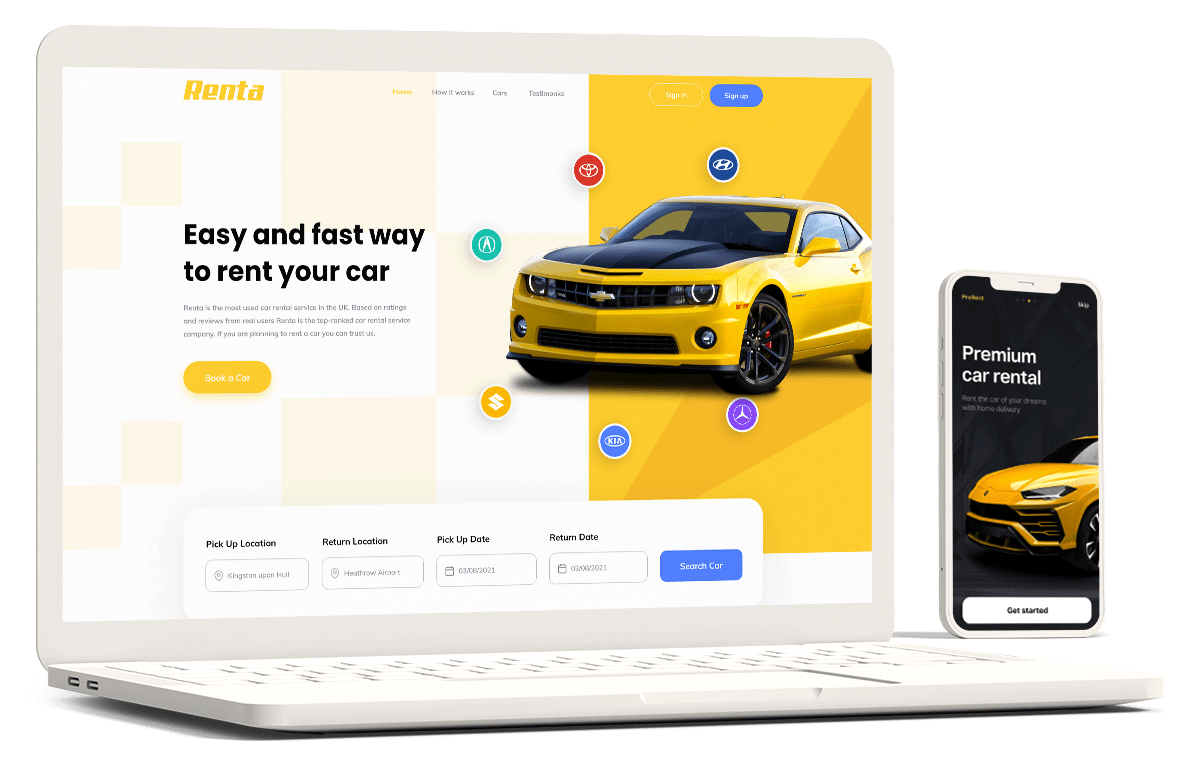 Renta
Home How it works Cars Testimonial
Sign in Sign up
Easy and fast way
to rent your car
Renta is the most used car rental service in the UK. Based on ratings
and reviews from real users Renta is the top-ranked car rental service
company. If you are planning to rent a car you can trust us.
Book a Car
KIA
Pick Up Location
Kingston upon Hull
Return Location
Heathrow Airport
Pick Up Date
03/08/2021
Return Date
03/08/2021
Search Car
ProRent
Skip
Premium
car rental
Rent the car of your dreams
with home delivery
Get started